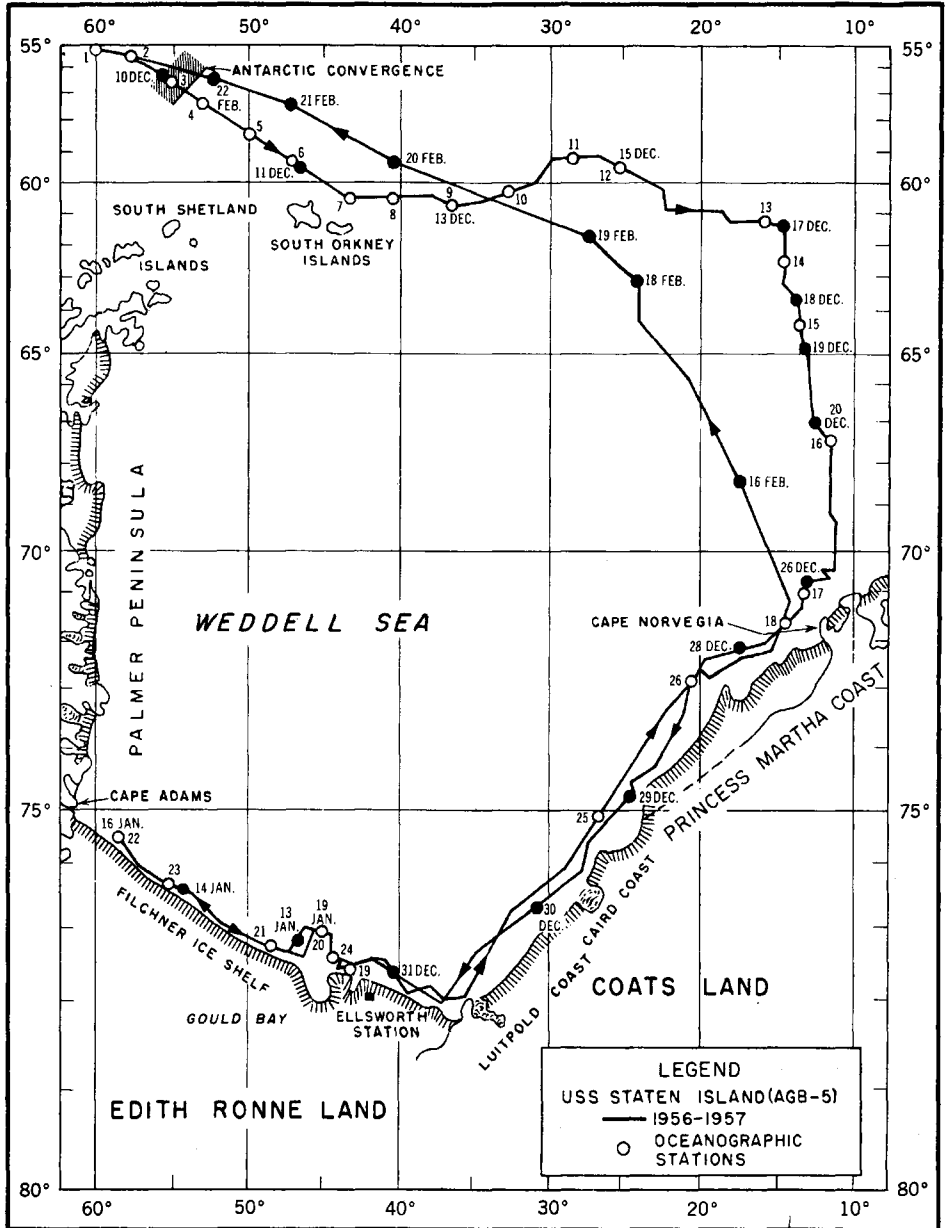 60° 50° 40° 30° 20° 10°
55° 55°
1
2
10 DEC.
3
ANTARCTIC CONVERGENCE
4
22
FEB.
21 FEB.
5
6
11 DEC.
20 FEB.
11
15 DEC.
12
60° 60°
7
8
9
13 DEC.
10
13
17 DEC.
SOUTH SHETLAND
ISLANDS
SOUTH ORKNEY
ISLANDS
19 FEB.
18 FEB.
14
18 DEC.
15
19 DEC.
65° 65°
20
DEC.
16
16 FEB.
PALMER PENINSULA
70° 70°
26 DEC.
17
WEDDELL SEA
CAPE NORVEGIA
18
28 DEC.
26
PRINCESS MARTHA COAST
75° 75°
CAPE ADAMS
29 DEC.
25
16 JAN.
22
23
14 JAN.
FILCHNER ICE SHELF
21
13
JAN.
19
JAN.
20
24
19
31 DEC.
30
DEC.
CAIRD COAST
LUITPOLD COAST
COATS LAND
GOULD BAY
ELLSWORTH
STATION
EDITH RONNE LAND
LEGEND
USS STATEN ISLAND (AGB-5)
1956-1957
OCEANOGRAPHIC
STATIONS
80° 80°
60° 50° 40° 30° 20° 10°